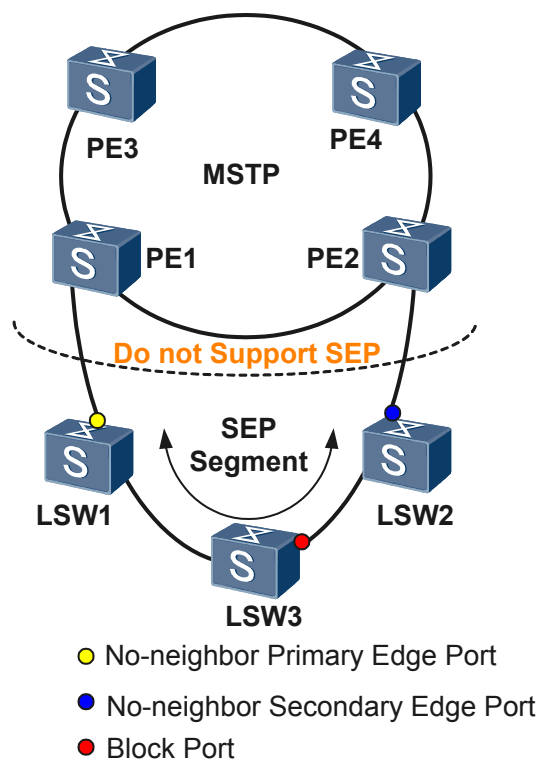 S
S
PE3
PE4
MSTP
S
PE1
PE2
S
Do not Support SEP
SEP
Segment
S
S
LSW1
LSW2
S
LSW3
No-neighbor Primary Edge Port
No-neighbor Secondary Edge Port
Block Port